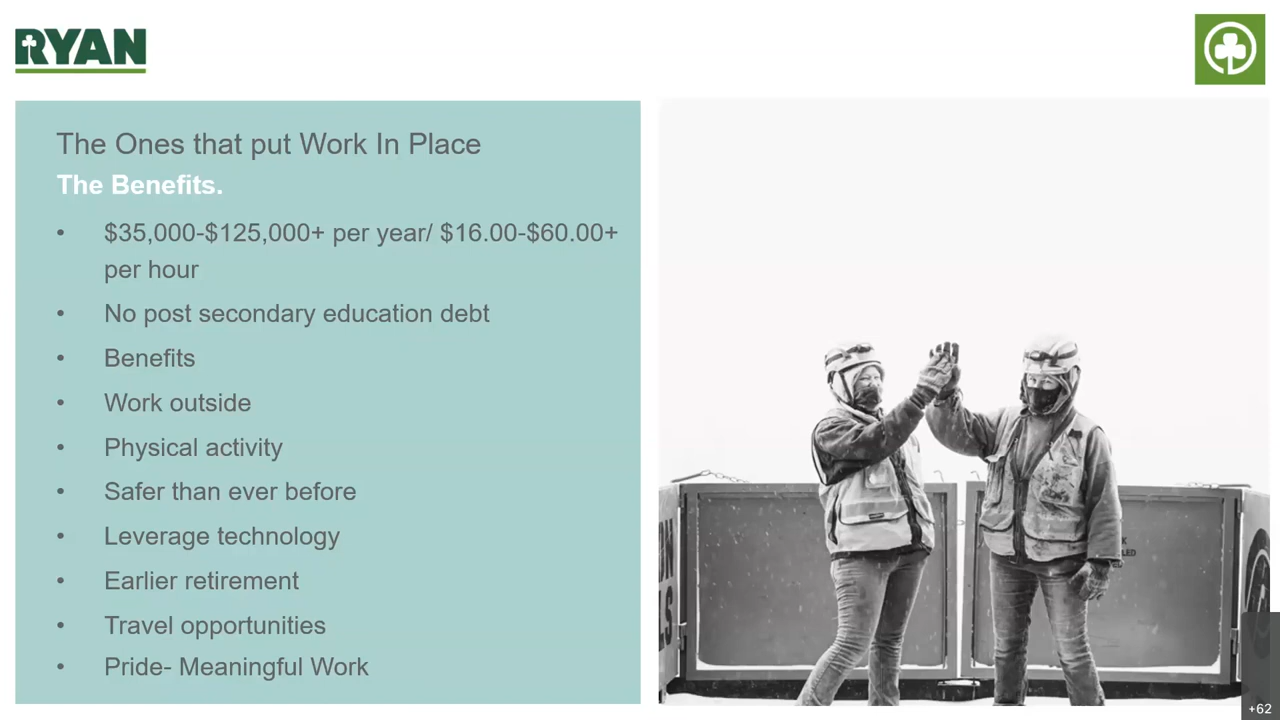 RYAN
The Ones that put Work In Place
The Benefits.
• $35,000-$125,000+ per year/ $16.00-$60.00+
per hour
• No post secondary education debt
• Benefits
• Work outside
• Physical activity
• Safer than ever before
• Leverage technology
• Earlier retirement
• Travel opportunities
• Pride- Meaningful Work
+62